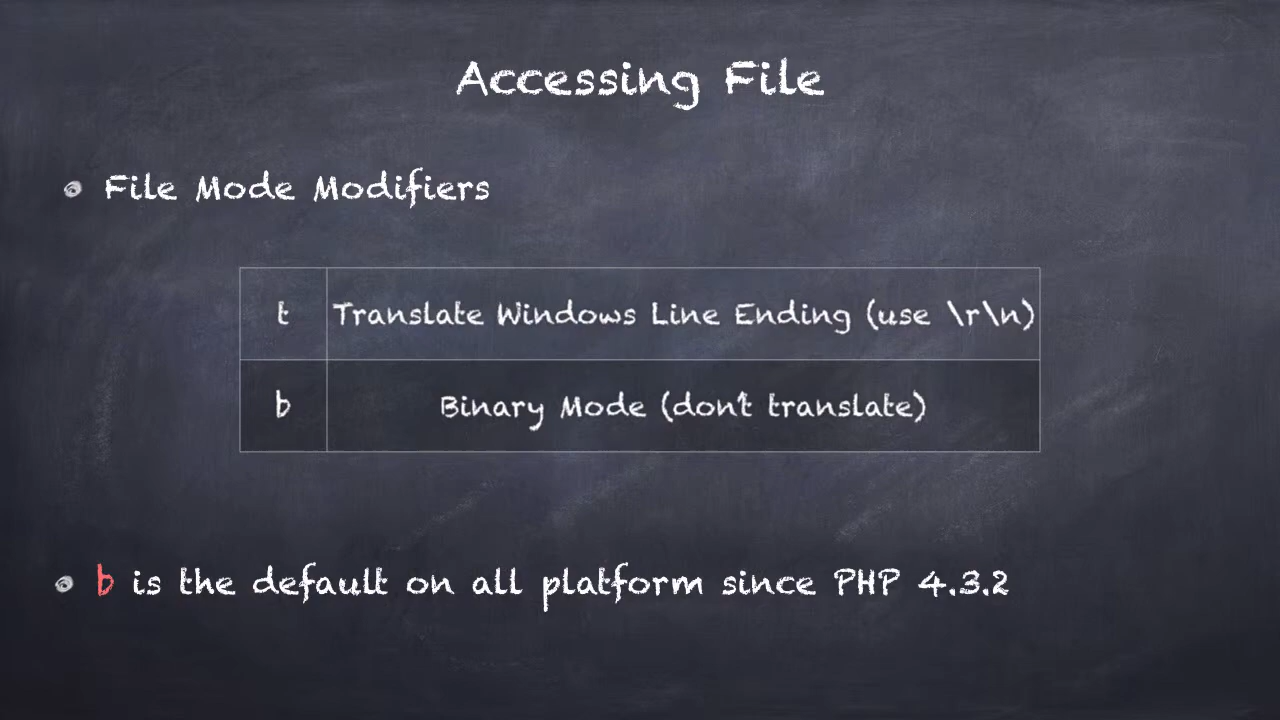 Accessing File
File Mode Modifiers
t Translate Windows Line Ending (use \r\n)
b Binary Mode (don't translate)
b is the default on all platform since PHP 4.3.2